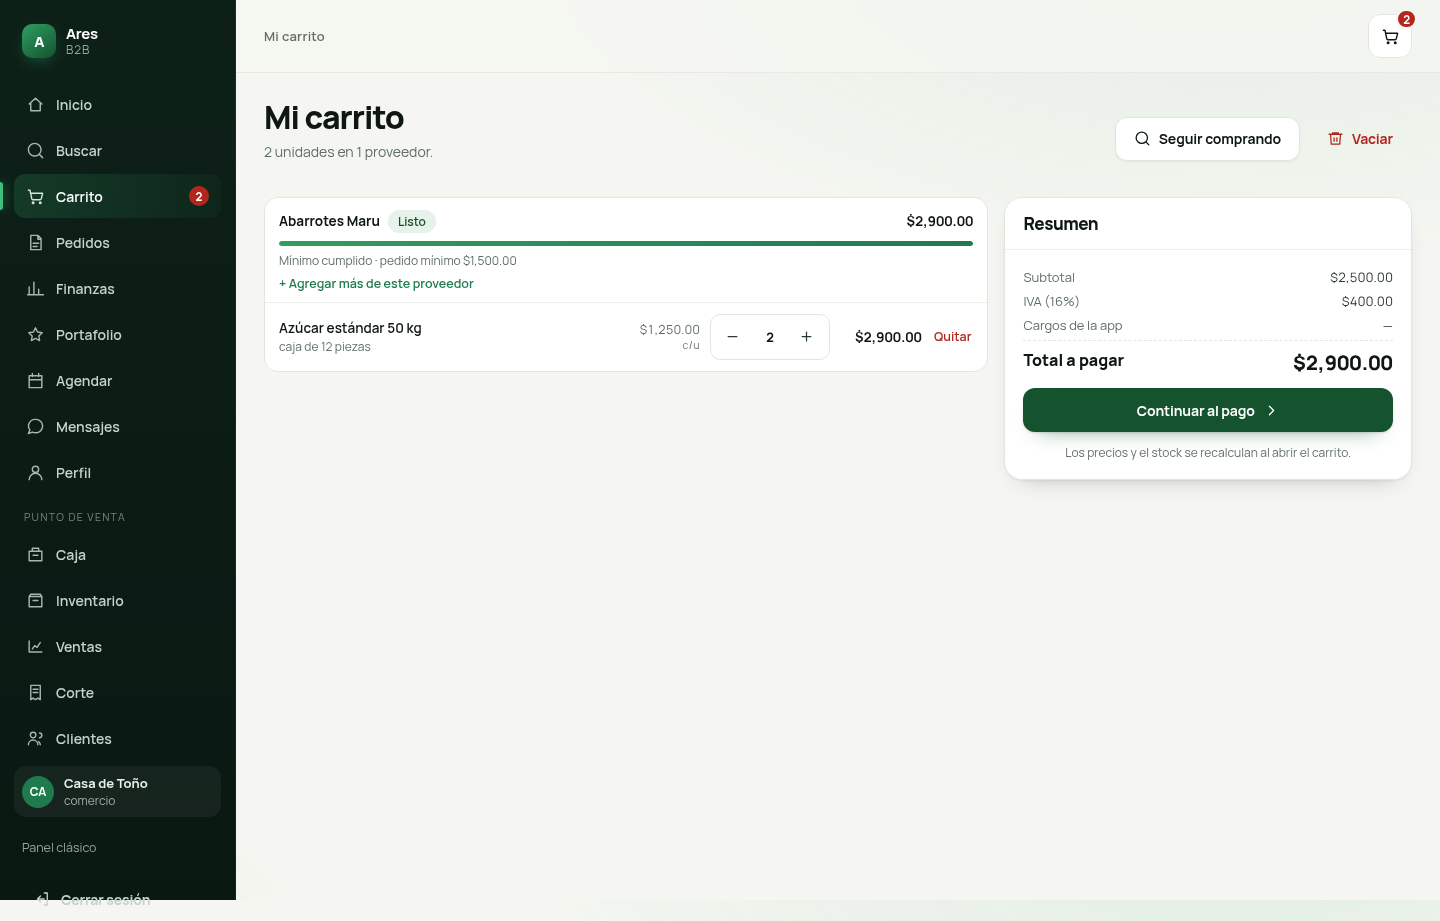 A
Ares
B2B
Inicio
Buscar
Carrito
2
Pedidos
Finanzas
Portafolio
Agendar
Mensajes
Perfil
PUNTO DE VENTA
Caja
Inventario
Ventas
Corte
Clientes
CA
Casa de Toño
comercio
Panel clásico
Cerrar sesión
Mi carrito
2
Mi carrito
2 unidades en 1 proveedor.
Seguir comprando
Vaciar
Abarrotes Maru
Listo
$2,900.00
Mínimo cumplido · pedido mínimo $1,500.00
+ Agregar más de este proveedor
Azúcar estándar 50 kg
caja de 12 piezas
$1,250.00
c/u
− 2 +
$2,900.00
Quitar
Resumen
Subtotal $2,500.00
IVA (16%) $400.00
Cargos de la app —
Total a pagar $2,900.00
Continuar al pago
Los precios y el stock se recalculan al abrir el carrito.